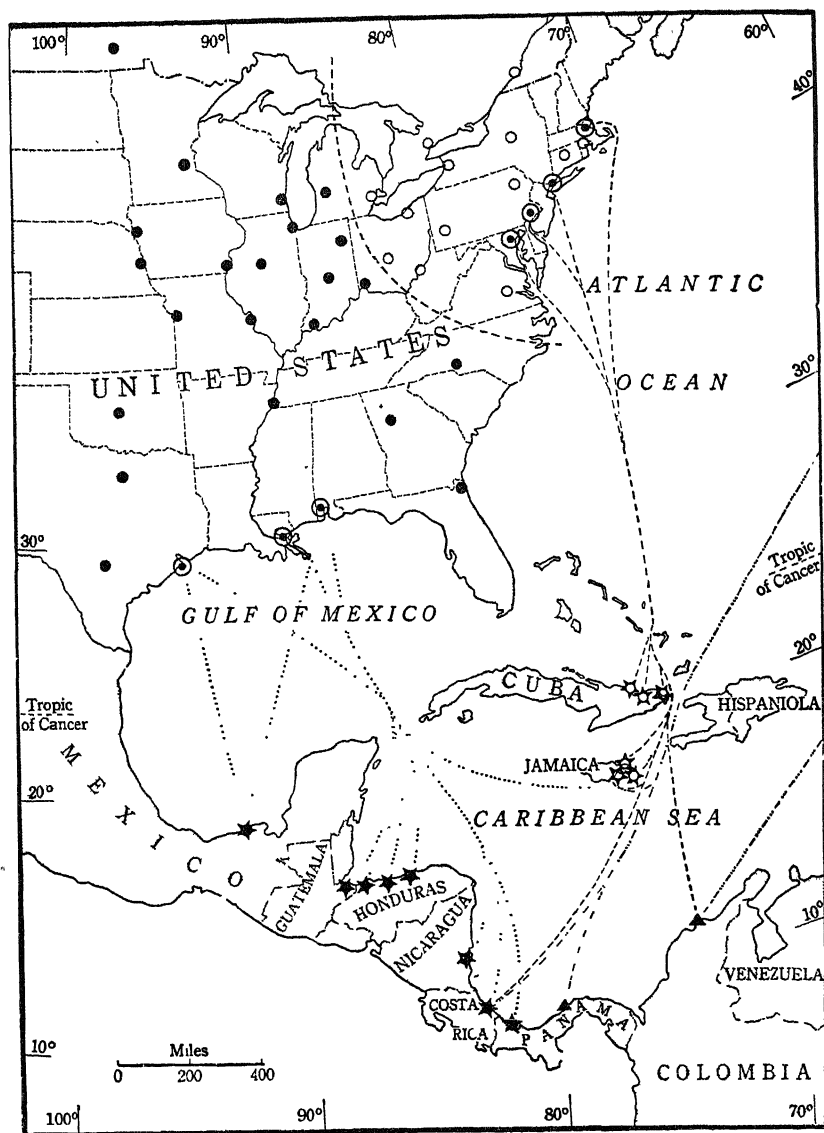 100°
90°
80°
70°
60°
40°
ATLANTIC
UNITED STATES
OCEAN
30°
30°
Tropic
of Cancer
GULF OF MEXICO
20°
CUBA
HISPANIOLA
Tropic
of Cancer
JAMAICA
MEXICO
20°
CARIBBEAN SEA
GUATEMALA
HONDURAS
10°
NICARAGUA
VENEZUELA
COSTA
RICA
PANAMA
10°
Miles
0 200 400
COLOMBIA
100°
90°
80°
70°